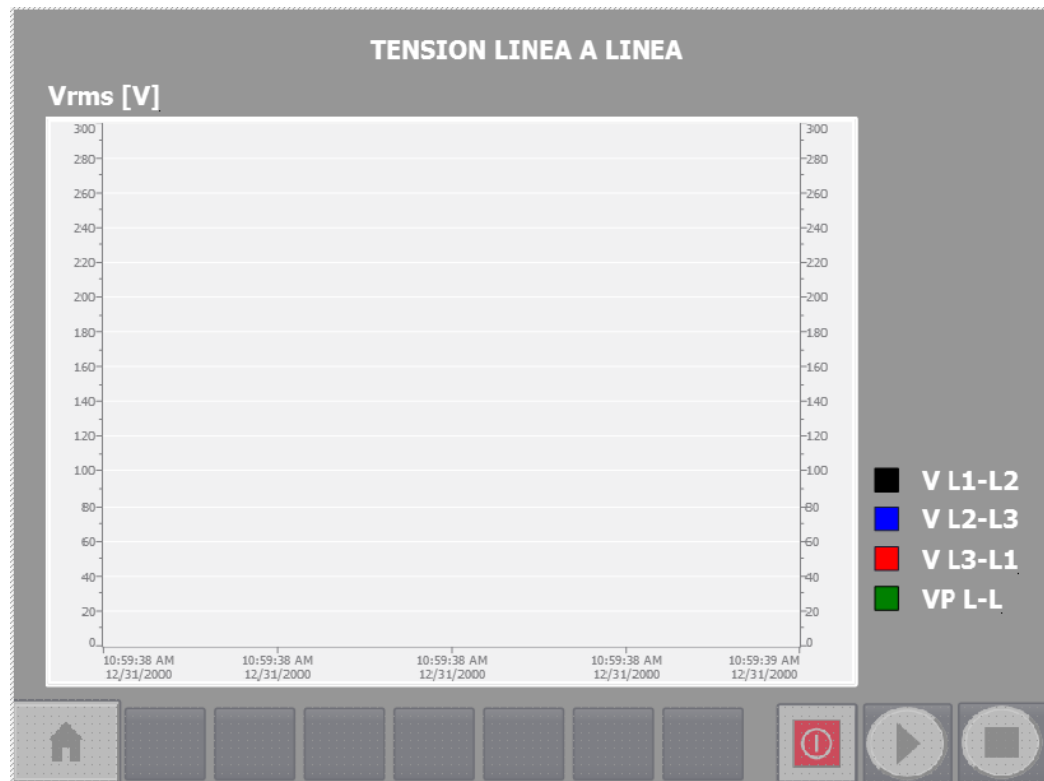 TENSION LINEA A LINEA
Vrms [V]
300 300
280 280
260 260
240 240
220 220
200 200
180 180
160 160
140 140
120 120
100 100
80 80
60 60
40 40
20 20
0 0
10:59:38 AM 10:59:38 AM 10:59:38 AM 10:59:38 AM 10:59:39 AM
12/31/2000 12/31/2000 12/31/2000 12/31/2000 12/31/2000
V L1-L2
V L2-L3
V L3-L1
VP L-L